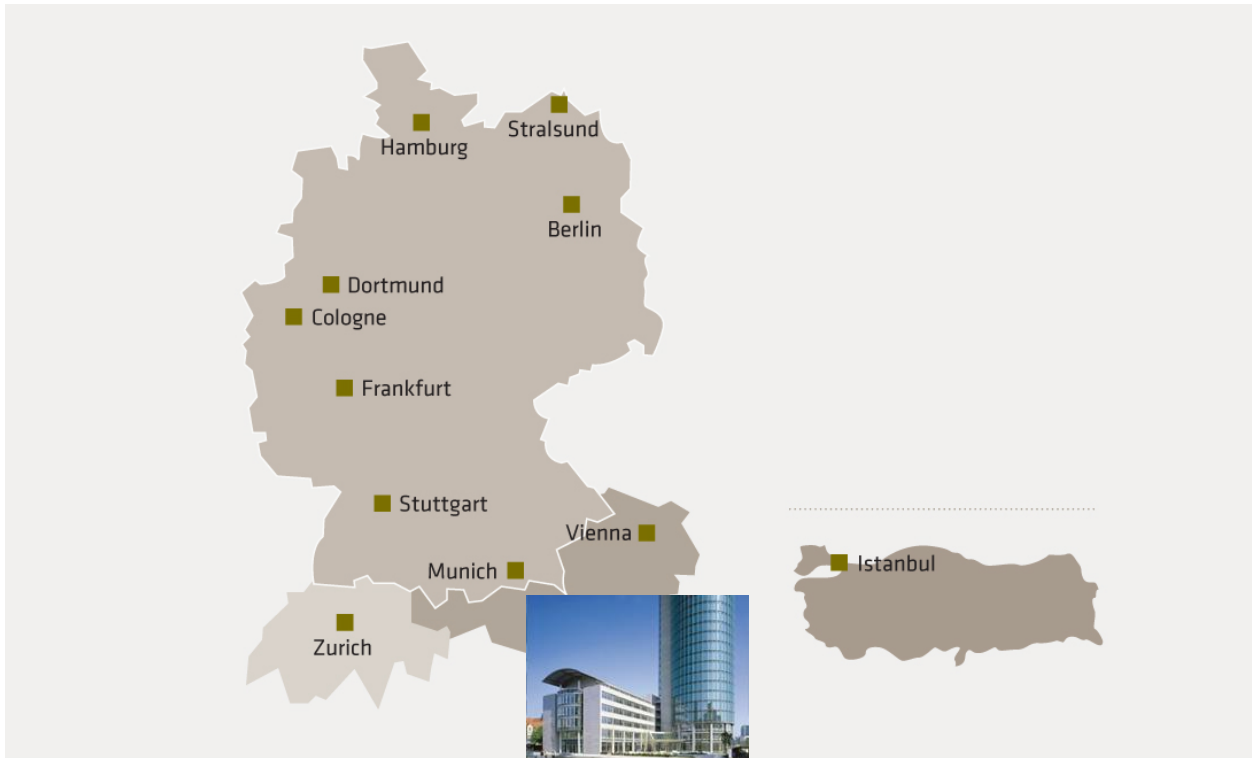 Stralsund
Hamburg
Berlin
Dortmund
Cologne
Frankfurt
Stuttgart
Vienna
Istanbul
Munich
Zurich